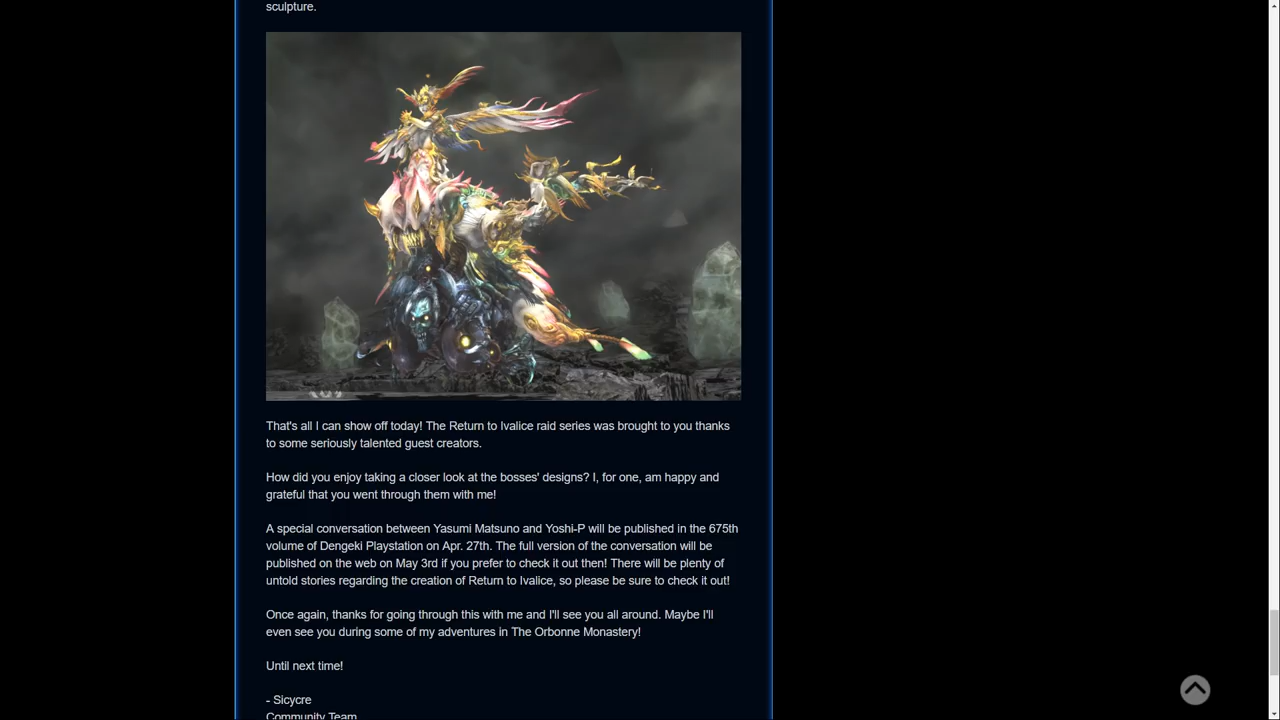 sculpture.
That's all I can show off today! The Return to Ivalice raid series was brought to you thanks
to some seriously talented guest creators.
How did you enjoy taking a closer look at the bosses' designs? I, for one, am happy and
grateful that you went through them with me!
A special conversation between Yasumi Matsuno and Yoshi-P will be published in the 675th
volume of Dengeki Playstation on Apr. 27th. The full version of the conversation will be
published on the web on May 3rd if you prefer to check it out then! There will be plenty of
untold stories regarding the creation of Return to Ivalice, so please be sure to check it out!
Once again, thanks for going through this with me and I'll see you all around. Maybe I'll
even see you during some of my adventures in The Orbonne Monastery!
Until next time!
- Sicycre
Community Team